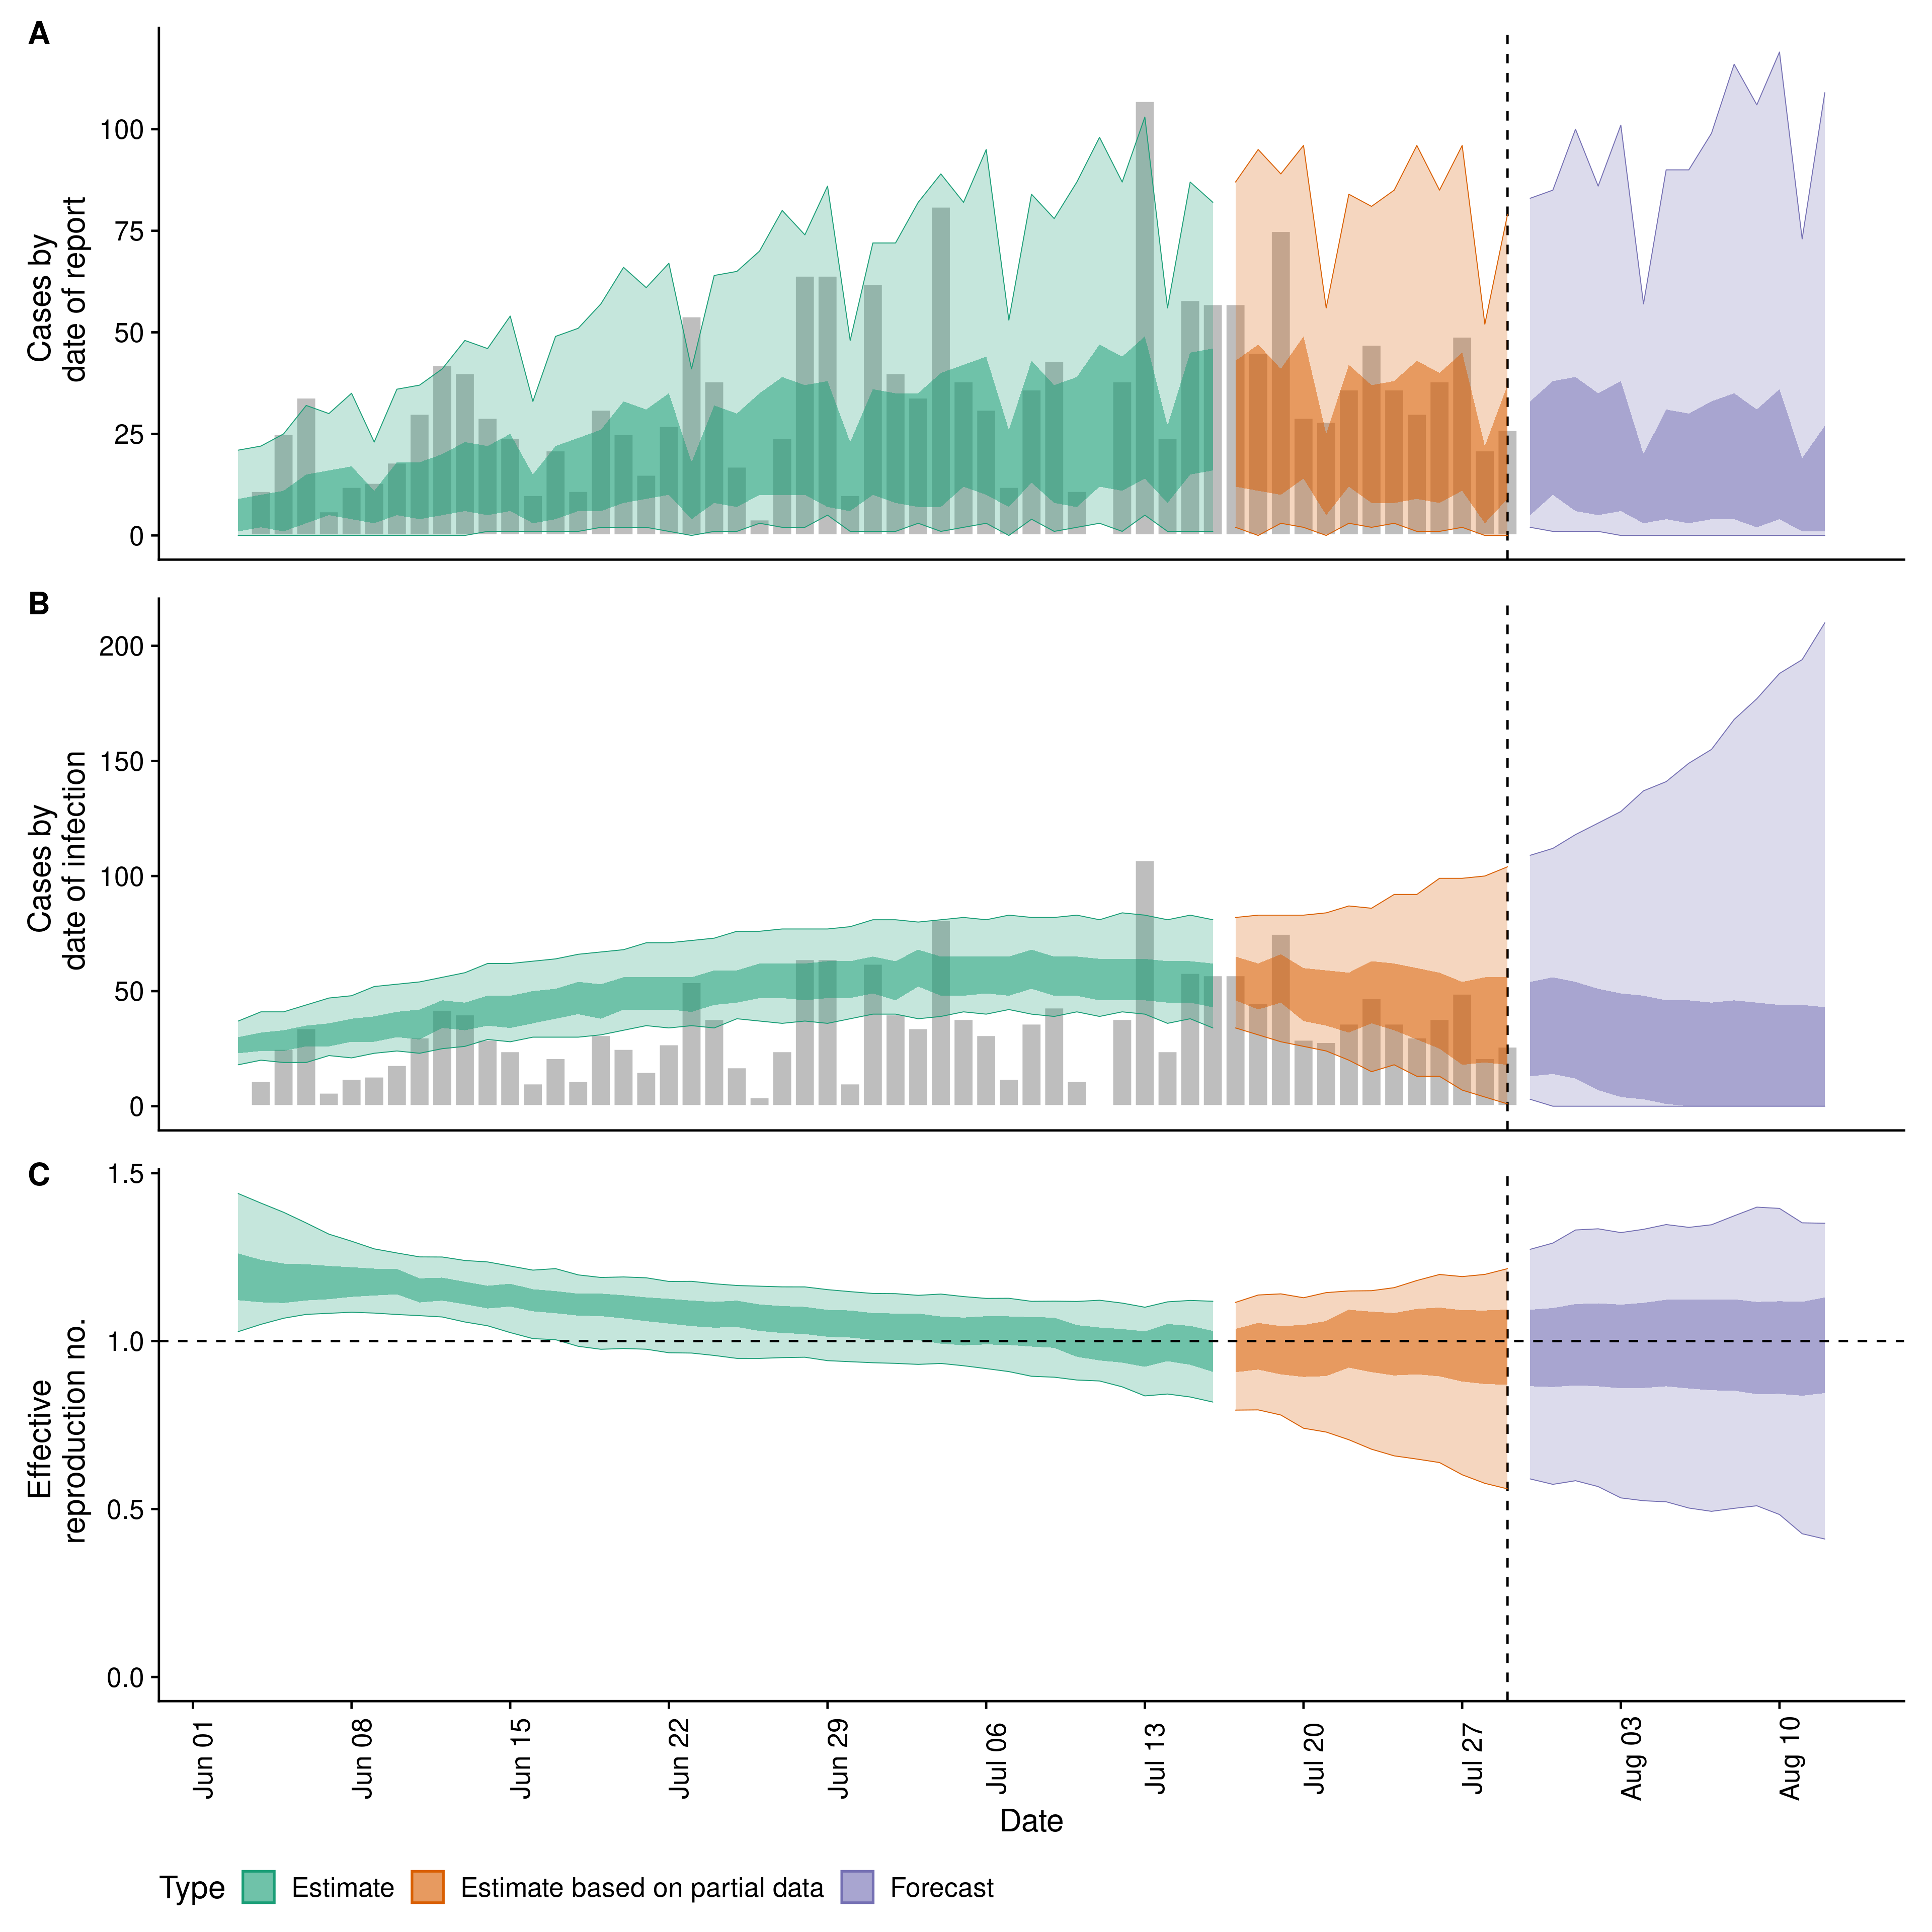 A
Cases by
date of report
100
75
50
25
0
B
Cases by
date of infection
200
150
100
50
0
C
Effective
reproduction no.
1.5
1.0
0.5
0.0
Jun 01
Jun 08
Jun 15
Jun 22
Jun 29
Jul 06
Jul 13
Jul 20
Jul 27
Aug 03
Aug 10
Date
Type Estimate Estimate based on partial data Forecast